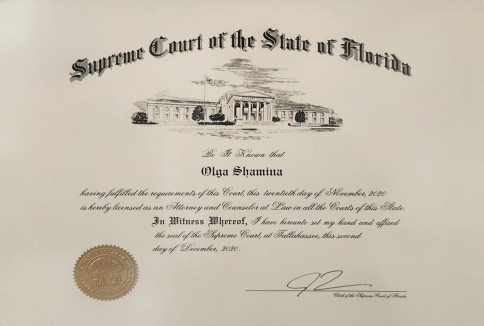 Supreme Court of the State of Florida
Be It Known that
Olga Shamina
having fulfilled the requirements of this Court, this twentieth day of November, 2020
is hereby licensed as an Attorney and Counselor at Law in all the Courts of this State.
In Witness Whereof, I have hereunto set my hand and affixed
the seal of the Supreme Court, at Tallahassee, this second
day of December, 2020.
Clerk of the Supreme Court of Florida